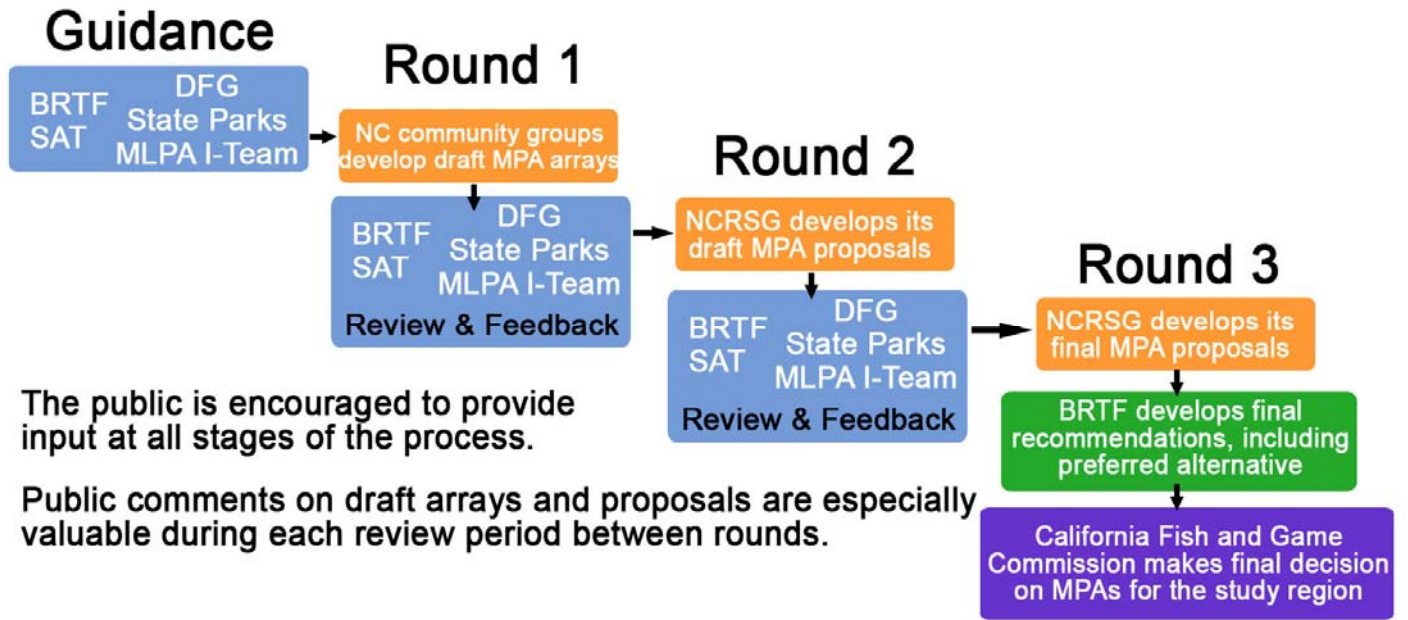 Guidance
BRTF
SAT
DFG
State Parks
MLPA I-Team
Round 1
NC community groups
develop draft MPA arrays
BRTF
SAT
DFG
State Parks
MLPA I-Team
Review & Feedback
Round 2
NCRSG develops its
draft MPA proposals
BRTF
SAT
DFG
State Parks
MLPA I-Team
Review & Feedback
Round 3
NCRSG develops its
final MPA proposals
BRTF develops final
recommendations, including
preferred alternative
California Fish and Game
Commission makes final decision
on MPAs for the study region
The public is encouraged to provide
input at all stages of the process.
Public comments on draft arrays and proposals are especially
valuable during each review period between rounds.